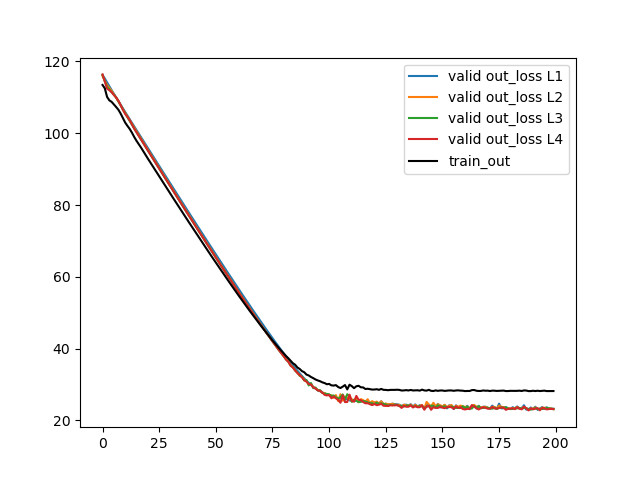 120
100
80
60
40
20
0 25 50 75 100 125 150 175 200
valid out_loss L1
valid out_loss L2
valid out_loss L3
valid out_loss L4
train_out